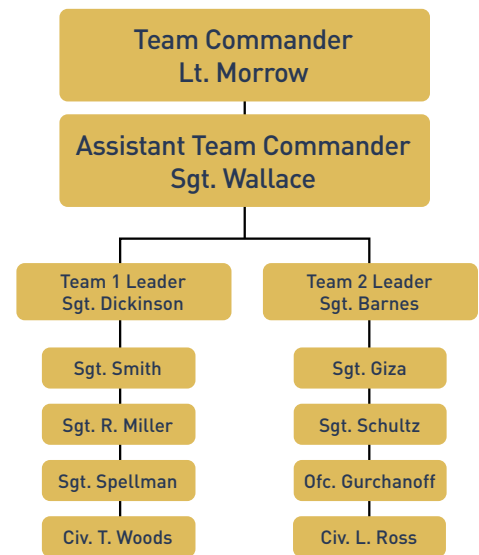 Team Commander
Lt. Morrow
Assistant Team Commander
Sgt. Wallace
Team 1 Leader
Sgt. Dickinson
Sgt. Smith
Sgt. R. Miller
Sgt. Spellman
Civ. T. Woods
Team 2 Leader
Sgt. Barnes
Sgt. Giza
Sgt. Schultz
Ofc. Gurchanoff
Civ. L. Ross